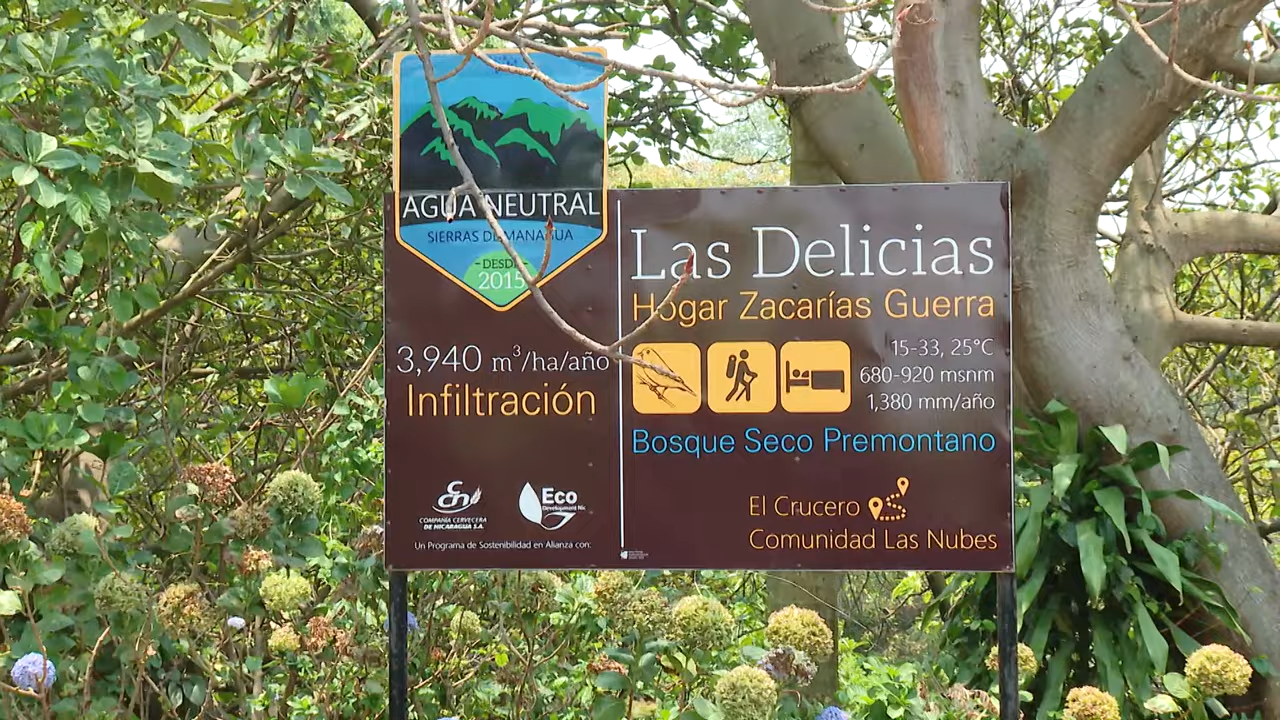 AGUA NEUTRAL
SIERRAS DE MANAGUA
-DESDE-
2015
3,940 m³/ha/año
Infiltración
ccn
COMPAÑÍA CERVECERA
DE NICARAGUA S.A.
Eco
Development Nic
Un Programa de Sostenibilidad en Alianza con:
Las Delicias
Hogar Zacarías Guerra
15-33, 25°C
680-920 msnm
1,380 mm/año
Bosque Seco Premontano
El Crucero
Comunidad Las Nubes